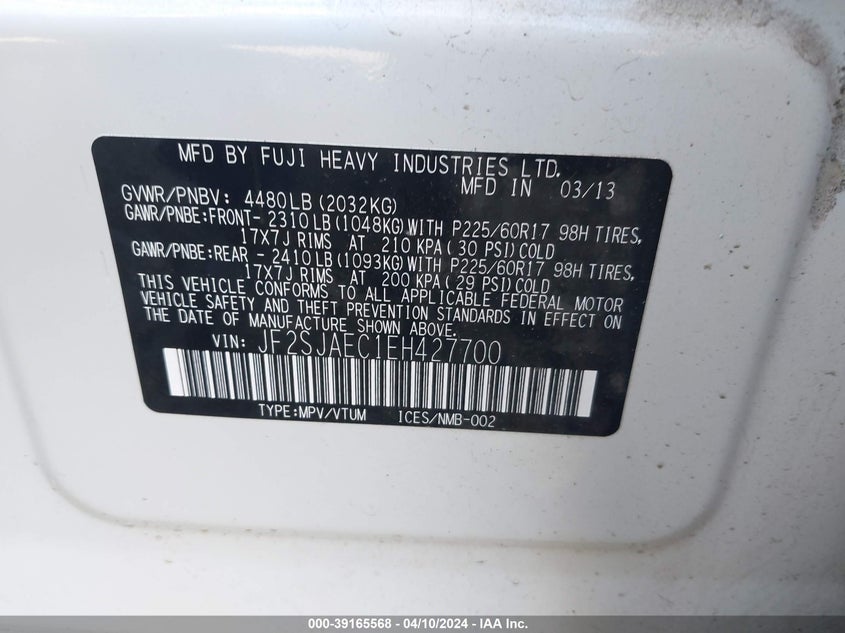 MFD BY FUJI HEAVY INDUSTRIES LTD.
MFD IN 03/13
GVWR/PNBV: 4480LB(2032KG)
GAWR/PNBE:FRONT- 2310LB(1048KG)WITH P225/60R17 98H TIRES,
17X7J RIMS AT 210 KPA(30 PSI)COLD
GAWR/PNBE:REAR - 2410LB(1093KG)WITH P225/60R17 98H TIRES,
17X7J RIMS AT 200 KPA(29 PSI)COLD
THIS VEHICLE CONFORMS TO ALL APPLICABLE FEDERAL MOTOR
VEHICLE SAFETY AND THEFT PREVENTION STANDARDS IN EFFECT ON
THE DATE OF MANUFACTURE SHOWN ABOVE.
VIN: JF2SJAEC1EH427700
TYPE:MPV/VTUM ICES/NMB-002
000-39165568 - 04/10/2024 - IAA Inc.